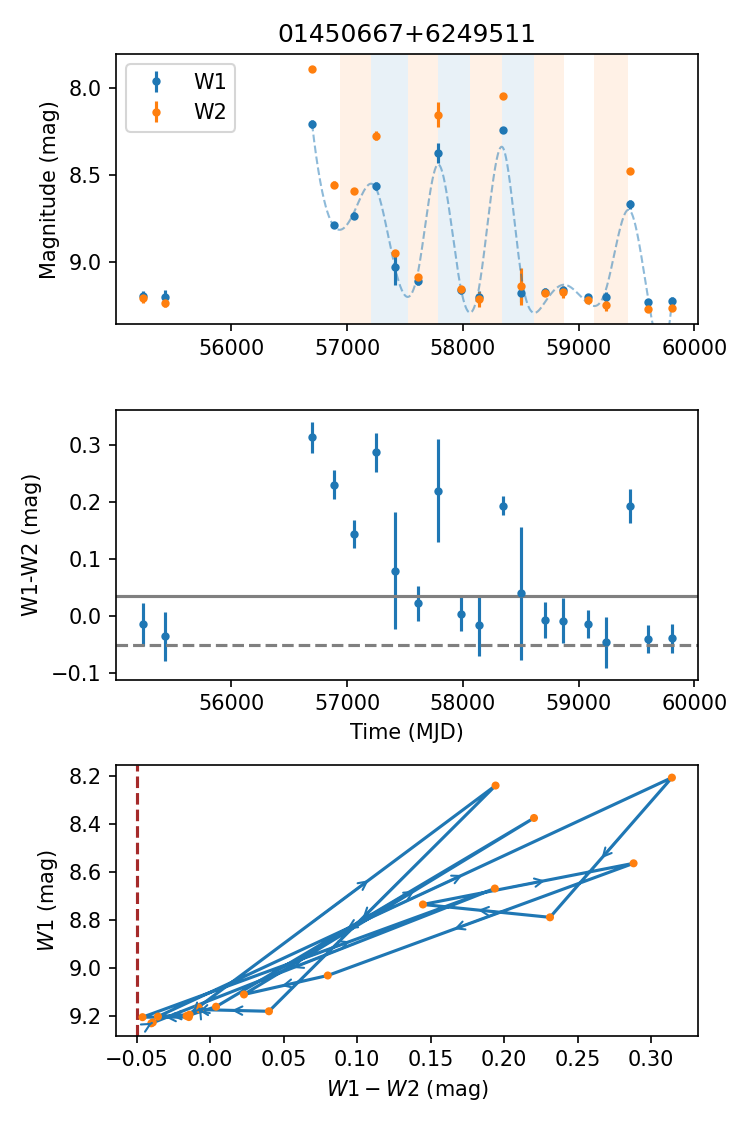 01450667+6249511
W1
W2
8.0
8.5
9.0
Magnitude (mag)
56000 57000 58000 59000 60000
0.3
0.2
0.1
0.0
−0.1
W1-W2 (mag)
56000 57000 58000 59000 60000
Time (MJD)
8.2
8.4
8.6
8.8
9.0
9.2
W1 (mag)
−0.05 0.00 0.05 0.10 0.15 0.20 0.25 0.30
W1 − W2 (mag)